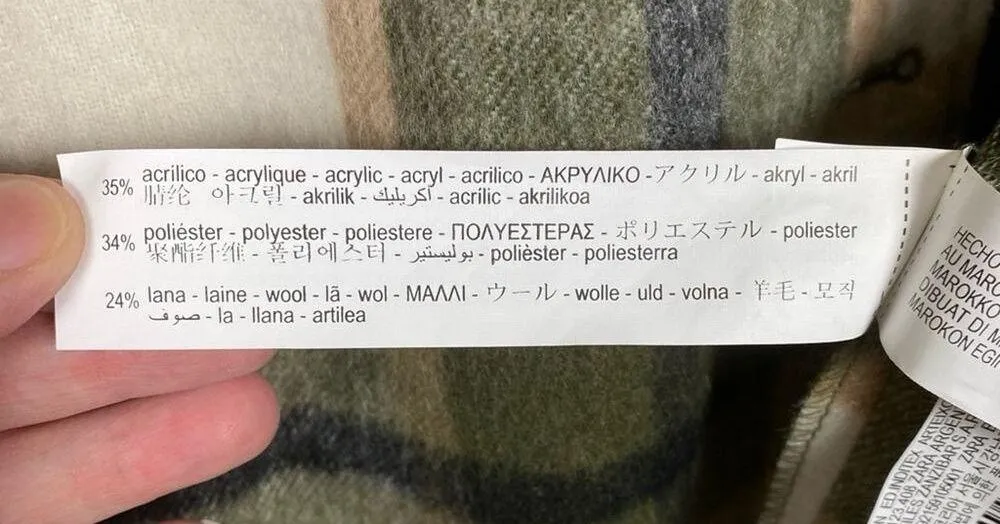 35% acrílico - acrylique - acrylic - acryl - acrilico - ΑΚΡΥΛΙΚΟ - アクリル - akryl - akril
腈纶 아크릴 - akrilik - أكريليك - acrílic - akrilikoa
34% poliéster - polyester - poliestere - ΠΟΛΥΕΣΤΕΡΑΣ - ポリエステル - poliester
聚酯纤维 - 폴리에스터 - بوليستير - polièster - poliesterra
24% lana - laine - wool - lã - wol - ΜΑΛΛΙ - ウール - wolle - uld - volna - 羊毛 - 모직
صوف - la - llana - artilea
HECHO
AU MARO
MAROKKO
DIBUAT DI M
MAROKON EGI